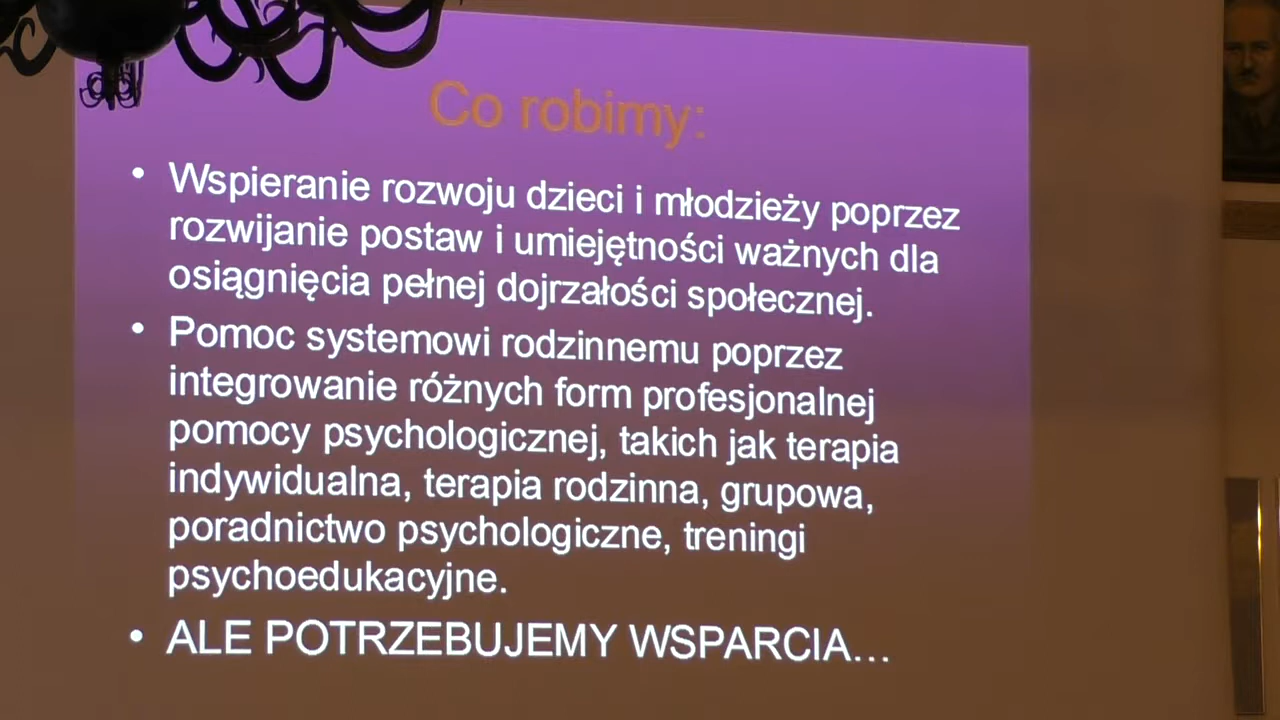 Co robimy:
• Wspieranie rozwoju dzieci i młodzieży poprzez
rozwijanie postaw i umiejętności ważnych dla
osiągnięcia pełnej dojrzałości społecznej.
• Pomoc systemowi rodzinnemu poprzez
integrowanie różnych form profesjonalnej
pomocy psychologicznej, takich jak terapia
indywidualna, terapia rodzinna, grupowa,
poradnictwo psychologiczne, treningi
psychoedukacyjne.
• ALE POTRZEBUJEMY WSPARCIA...